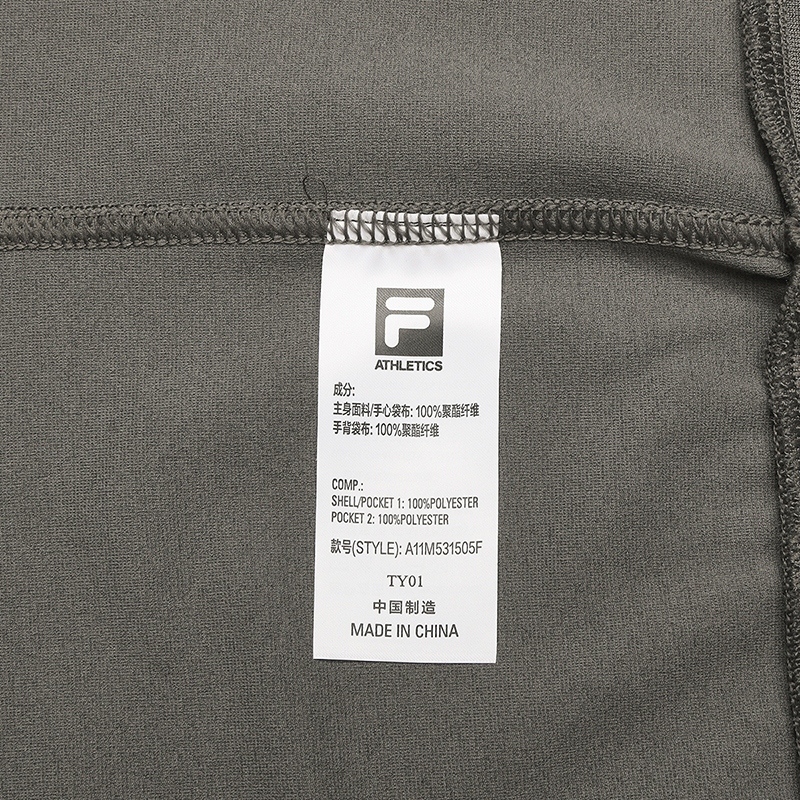 F
ATHLETICS
成分:
主身面料/手心袋布: 100%聚酯纤维
手背袋布: 100%聚酯纤维
COMP.:
SHELL/POCKET 1: 100%POLYESTER
POCKET 2: 100%POLYESTER
款号(STYLE): A11M531505F
TY01
中国制造
MADE IN CHINA